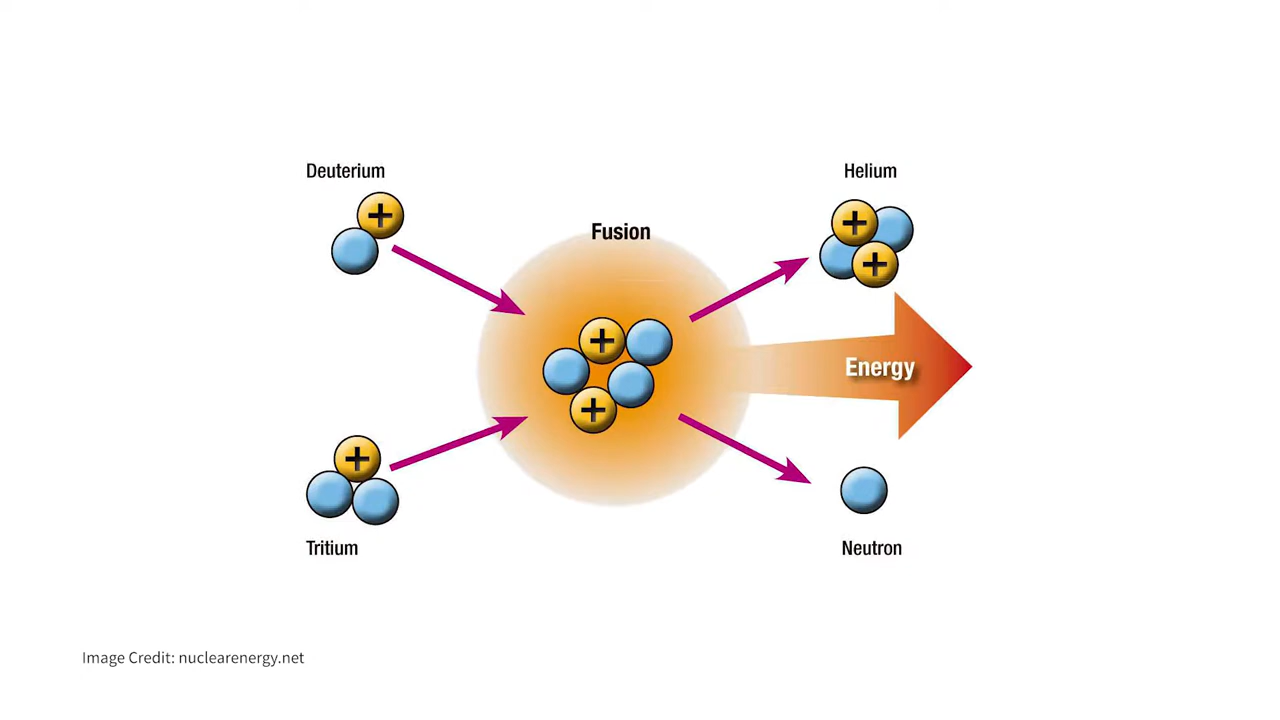 Deuterium
Helium
+
+
Fusion
+
+
Energy
+
+
Tritium
Neutron
Image Credit: nuclearenergy.net